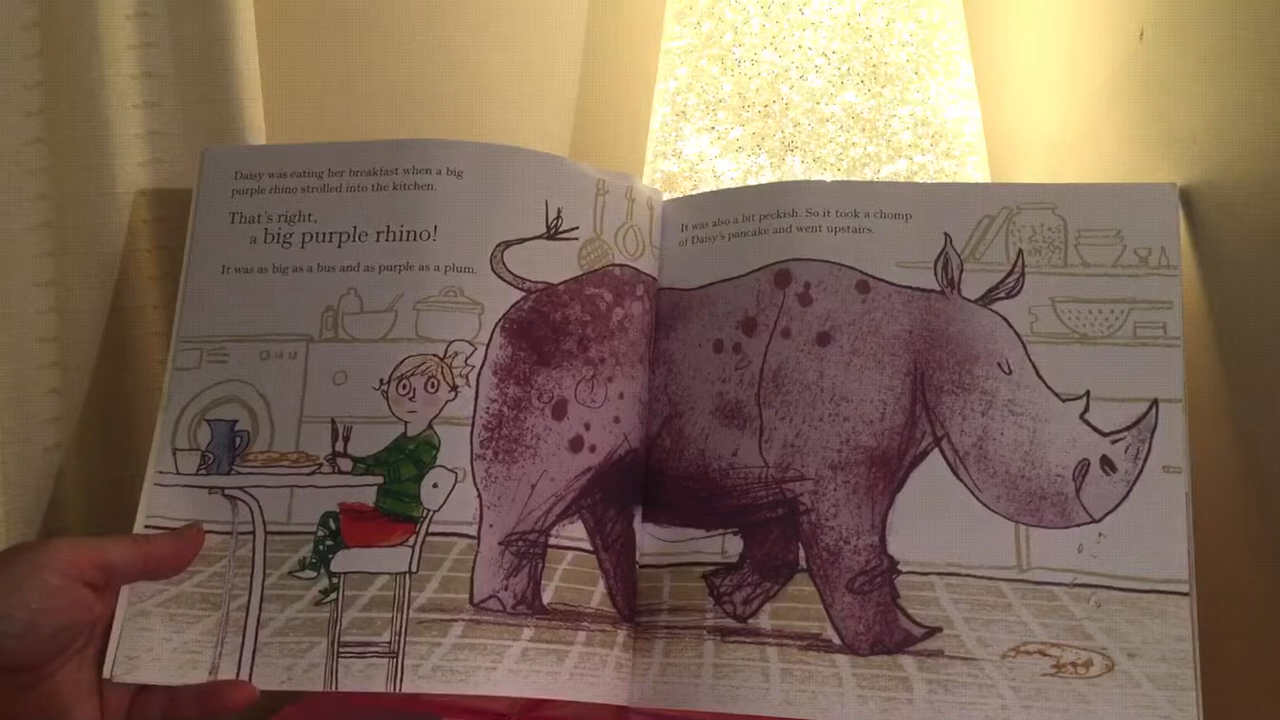 Daisy was eating her breakfast when a big
purple rhino strolled into the kitchen.
That's right,
a big purple rhino!
It was as big as a bus and as purple as a plum.
It was also a bit peckish. So it took a chomp
of Daisy's pancake and went upstairs.